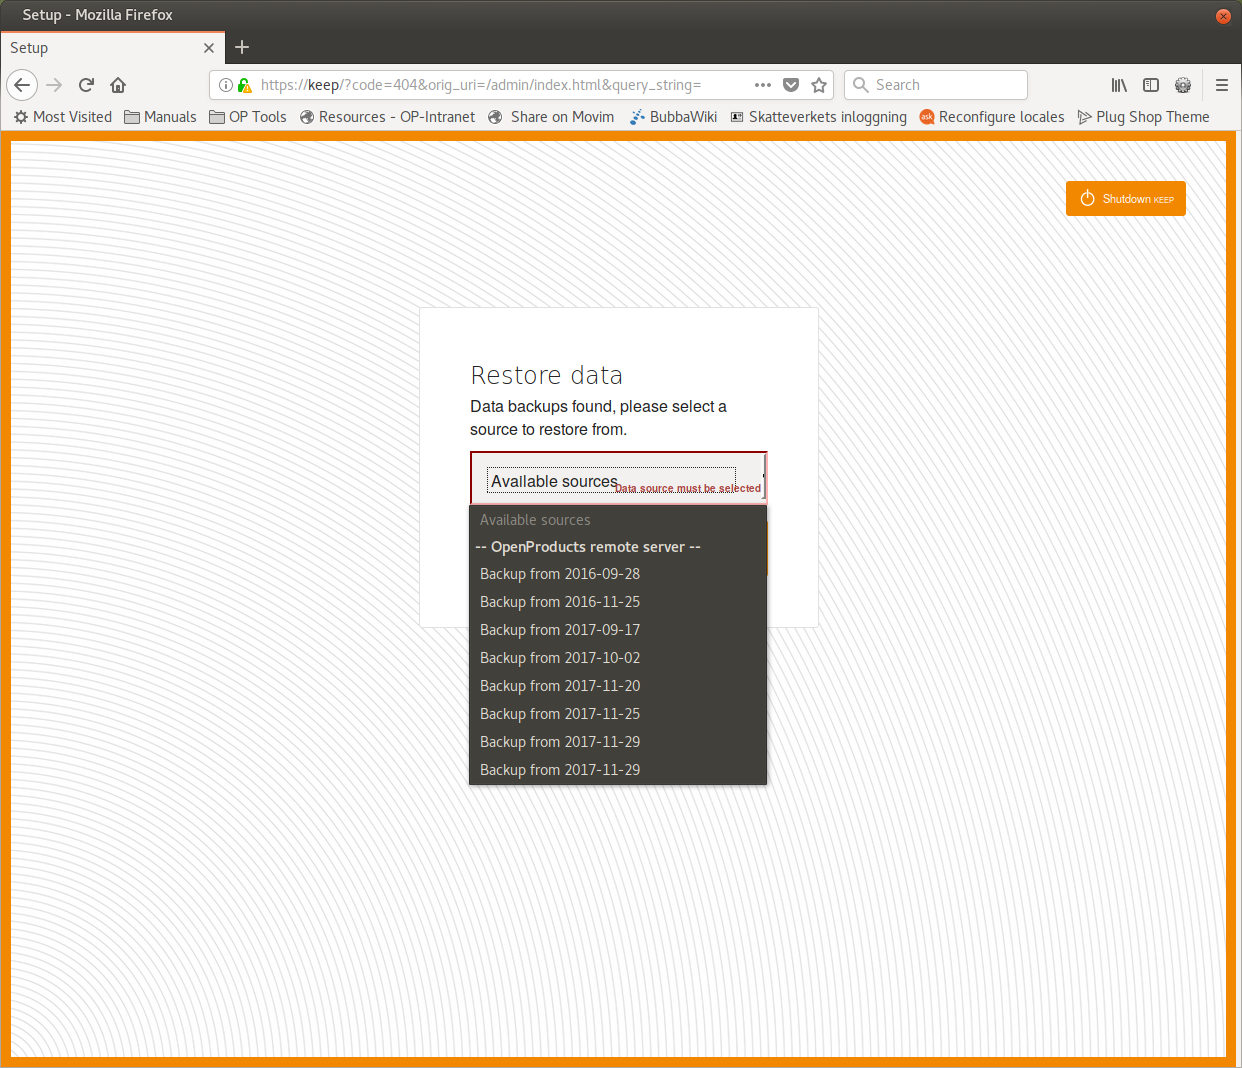 Setup - Mozilla Firefox
Setup
https://keep/?code=404&orig_uri=/admin/index.html&query_string=
Search
Most Visited Manuals OP Tools Resources - OP-Intranet Share on Movim BubbaWiki Skatteverkets inloggning ask Reconfigure locales Plug Shop Theme
Shutdown KEEP
Restore data
Data backups found, please select a
source to restore from.
Available sources
Data source must be selected
Available sources
-- OpenProducts remote server --
Backup from 2016-09-28
Backup from 2016-11-25
Backup from 2017-09-17
Backup from 2017-10-02
Backup from 2017-11-20
Backup from 2017-11-25
Backup from 2017-11-29
Backup from 2017-11-29